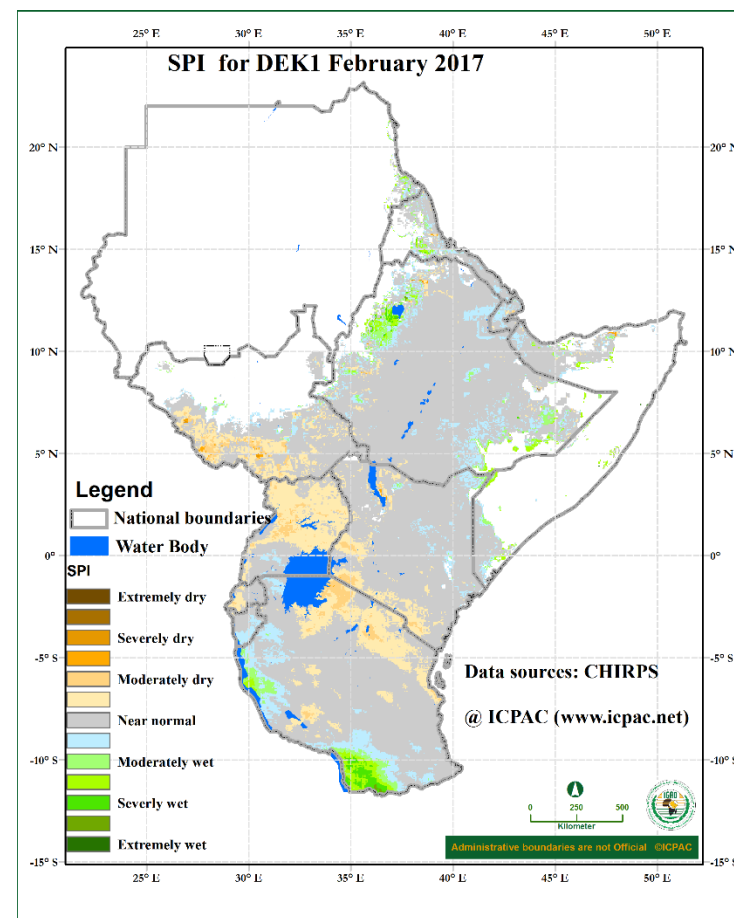 25° E 30° E 35° E 40° E 45° E 50° E
SPI for DEK1 February 2017
20° N 20° N
15° N 15° N
10° N 10° N
5° N 5° N
Legend
National boundaries
Water Body
0° 0°
SPI
Extremely dry
Severely dry
-5° S -5° S
Moderately dry
Data sources: CHIRPS
Near normal
@ ICPAC (www.icpac.net)
Moderately wet
-10° S -10° S
Severly wet
IGAD
0 250 500
Kilometer
Extremely wet
Administrative boundaries are not Official ©ICPAC
-15° S -15° S
25° E 30° E 35° E 40° E 45° E 50° E